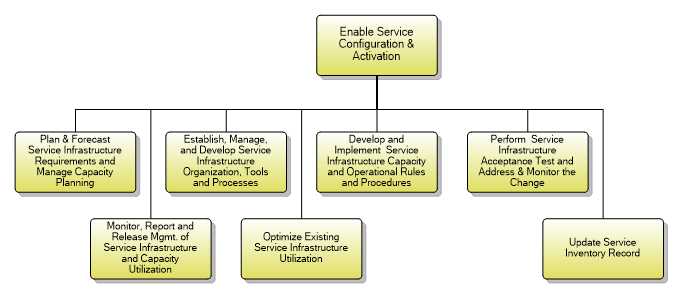 Enable Service
Configuration &
Activation
Plan & Forecast
Service Infrastructure
Requirements and
Manage Capacity
Planning
Establish, Manage,
and Develop Service
Infrastructure
Organization, Tools
and Processes
Develop and
Implement Service
Infrastructure Capacity
and Operational Rules
and Procedures
Perform Service
Infrastructure
Acceptance Test and
Address & Monitor the
Change
Monitor, Report and
Release Mgmt. of
Service Infrastructure
and Capacity
Utilization
Optimize Existing
Service Infrastructure
Utilization
Update Service
Inventory Record